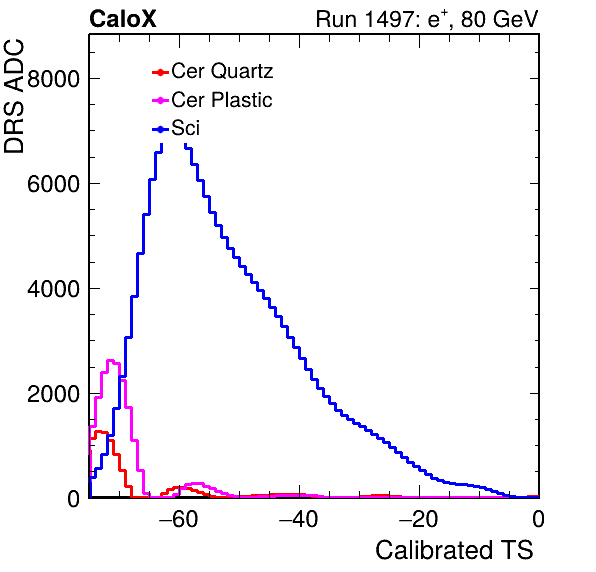 CaloX Run 1497: e+, 80 GeV
DRS ADC
8000
6000
4000
2000
0
Cer Quartz
Cer Plastic
Sci
−60 −40 −20 0
Calibrated TS